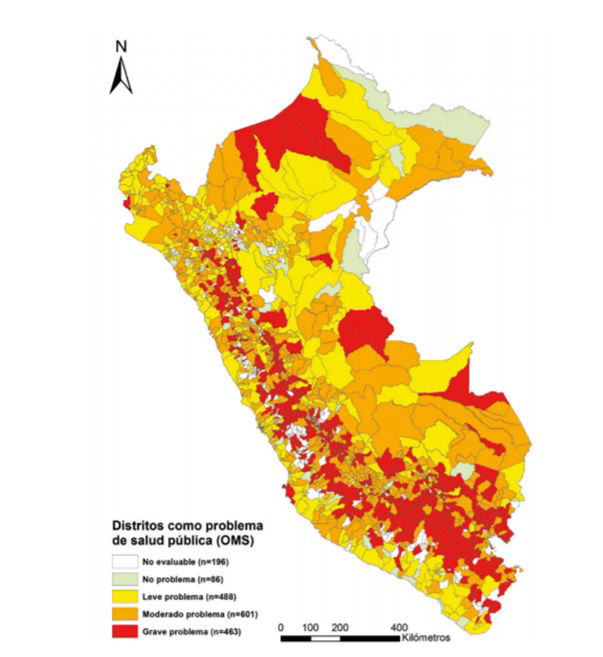 N
Distritos como problema
de salud pública (OMS)
No evaluable (n=196)
No problema (n=86)
Leve problema (n=488)
Moderado problema (n=601)
Grave problema (n=463)
0 100 200 400
Kilómetros